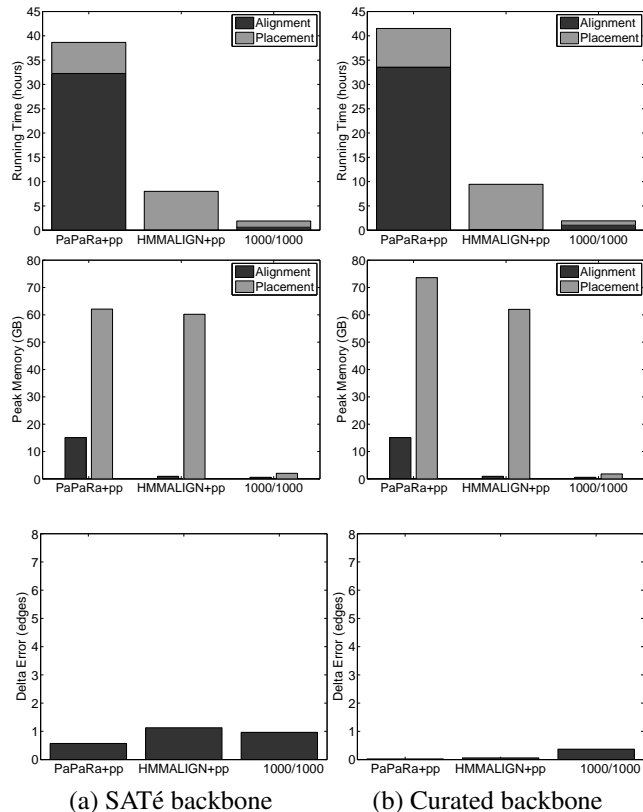 45
40
35
30
25
20
15
10
5
0
Running Time (hours)
Alignment
Placement
PaPaRa+pp HMMALIGN+pp 1000/1000
45
40
35
30
25
20
15
10
5
0
Running Time (hours)
Alignment
Placement
PaPaRa+pp HMMALIGN+pp 1000/1000
80
70
60
50
40
30
20
10
0
Peak Memory (GB)
Alignment
Placement
PaPaRa+pp HMMALIGN+pp 1000/1000
80
70
60
50
40
30
20
10
0
Peak Memory (GB)
Alignment
Placement
PaPaRa+pp HMMALIGN+pp 1000/1000
8
7
6
5
4
3
2
1
0
Delta Error (edges)
PaPaRa+pp HMMALIGN+pp 1000/1000
8
7
6
5
4
3
2
1
0
Delta Error (edges)
PaPaRa+pp HMMALIGN+pp 1000/1000
(a) SATé backbone
(b) Curated backbone